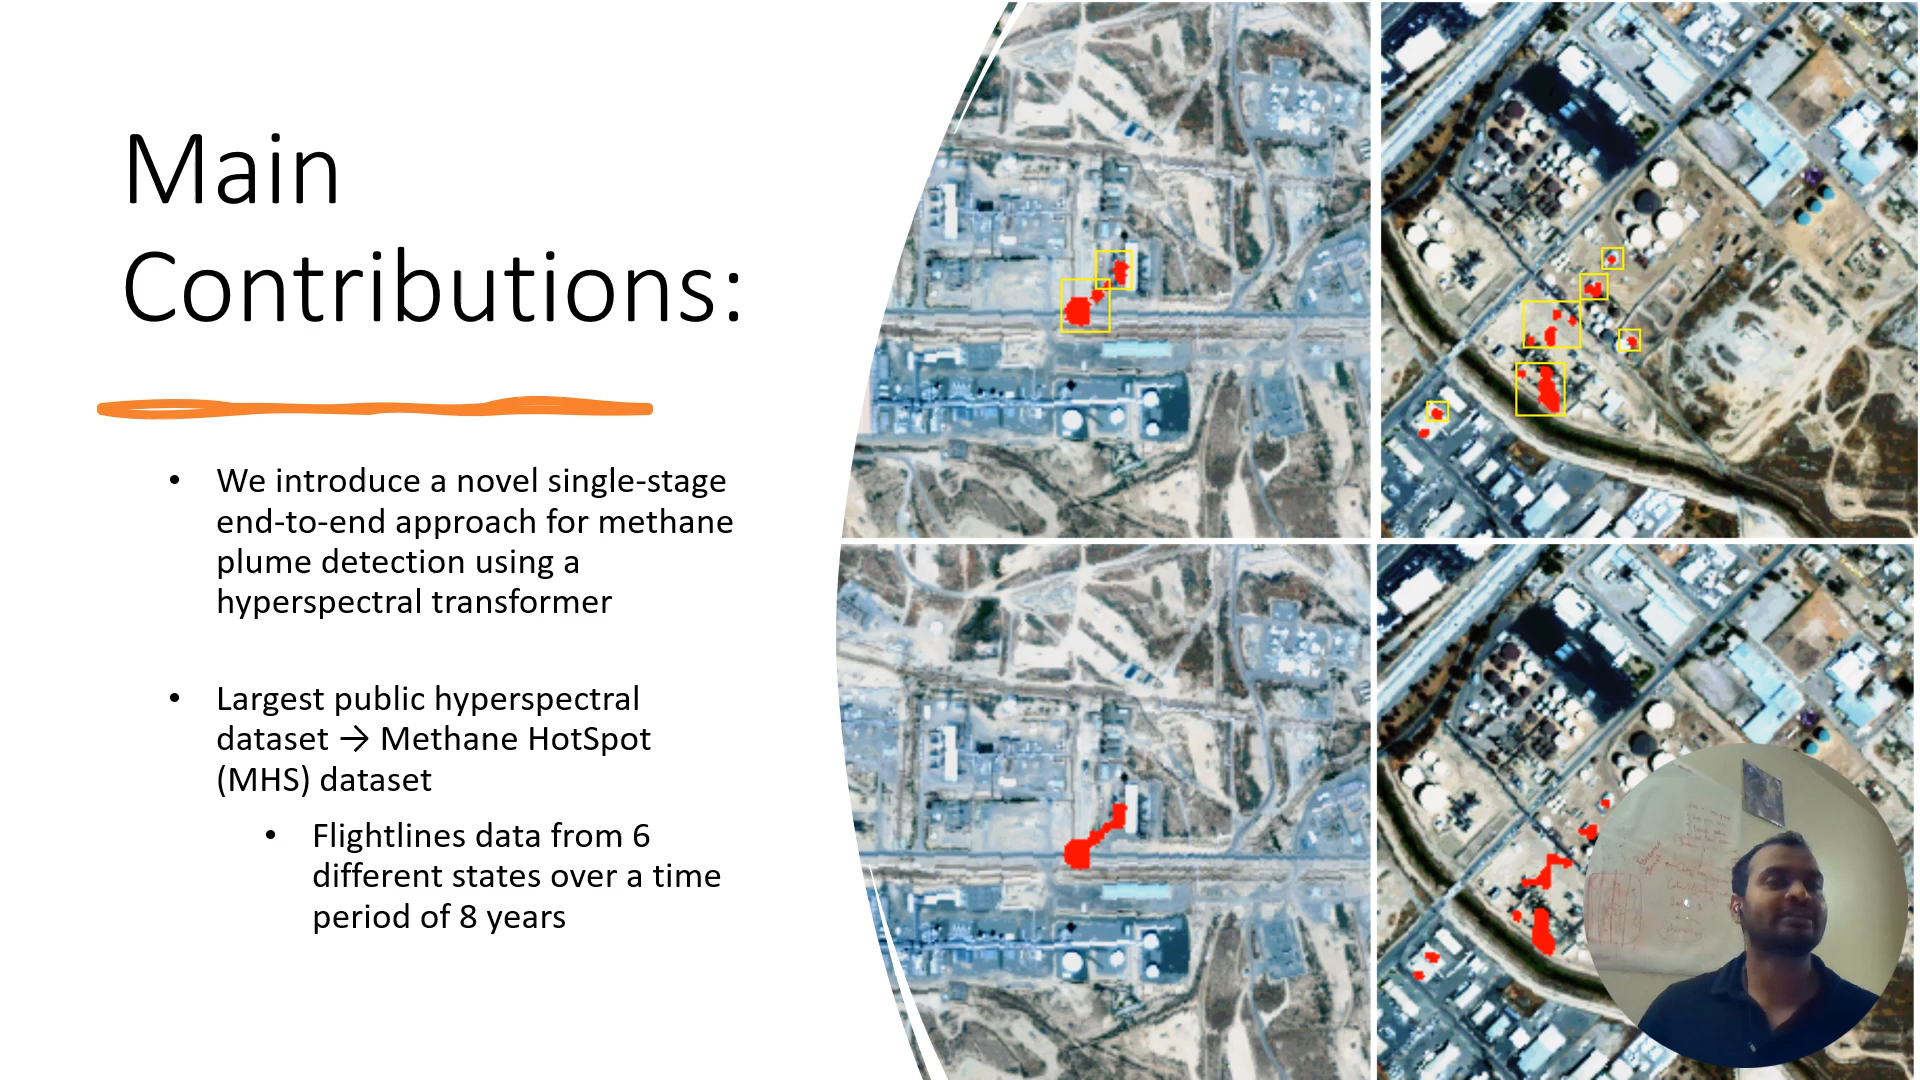 Main
Contributions:
• We introduce a novel single-stage
end-to-end approach for methane
plume detection using a
hyperspectral transformer
• Largest public hyperspectral
dataset → Methane HotSpot
(MHS) dataset
• Flightlines data from 6
different states over a time
period of 8 years